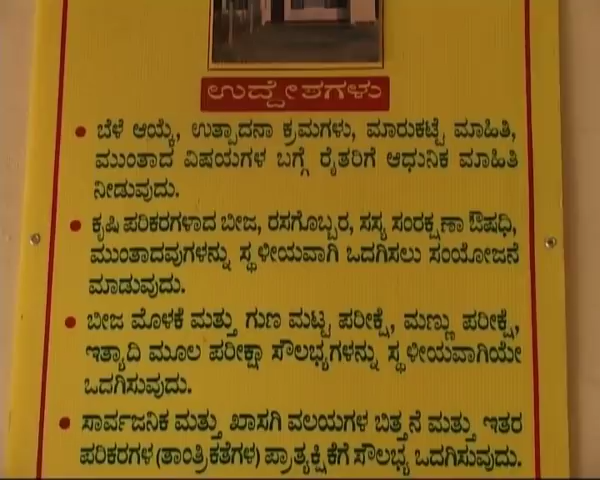 ಉದ್ದೇಶಗಳು
• ಬೆಳೆ ಆಯ್ಕೆ, ಉತ್ಪಾದನಾ ಕ್ರಮಗಳು, ಮಾರುಕಟ್ಟೆ ಮಾಹಿತಿ,
ಮುಂತಾದ ವಿಷಯಗಳ ಬಗ್ಗೆ ರೈತರಿಗೆ ಆಧುನಿಕ ಮಾಹಿತಿ
ನೀಡುವುದು.
• ಕೃಷಿ ಪರಿಕರಗಳಾದ ಬೀಜ, ರಸಗೊಬ್ಬರ, ಸಸ್ಯ ಸಂರಕ್ಷಣಾ ಔಷಧಿ,
ಮುಂತಾದವುಗಳನ್ನು ಸ್ಥಳೀಯವಾಗಿ ಒದಗಿಸಲು ಸಂಯೋಜನೆ
ಮಾಡುವುದು.
• ಬೀಜ ಮೊಳಕೆ ಮತ್ತು ಗುಣ ಮಟ್ಟ ಪರೀಕ್ಷೆ, ಮಣ್ಣು ಪರೀಕ್ಷೆ,
ಇತ್ಯಾದಿ ಮೂಲ ಪರೀಕ್ಷಾ ಸೌಲಭ್ಯಗಳನ್ನು ಸ್ಥಳೀಯವಾಗಿಯೇ
ಒದಗಿಸುವುದು.
• ಸಾರ್ವಜನಿಕ ಮತ್ತು ಖಾಸಗಿ ವಲಯಗಳ ಬಿತ್ತನೆ ಮತ್ತು ಇತರ
ಪರಿಕರಗಳ (ತಾಂತ್ರಿಕತೆಗಳ) ಪ್ರಾತ್ಯಕ್ಷಿಕೆಗೆ ಸೌಲಭ್ಯ ಒದಗಿಸುವುದು.